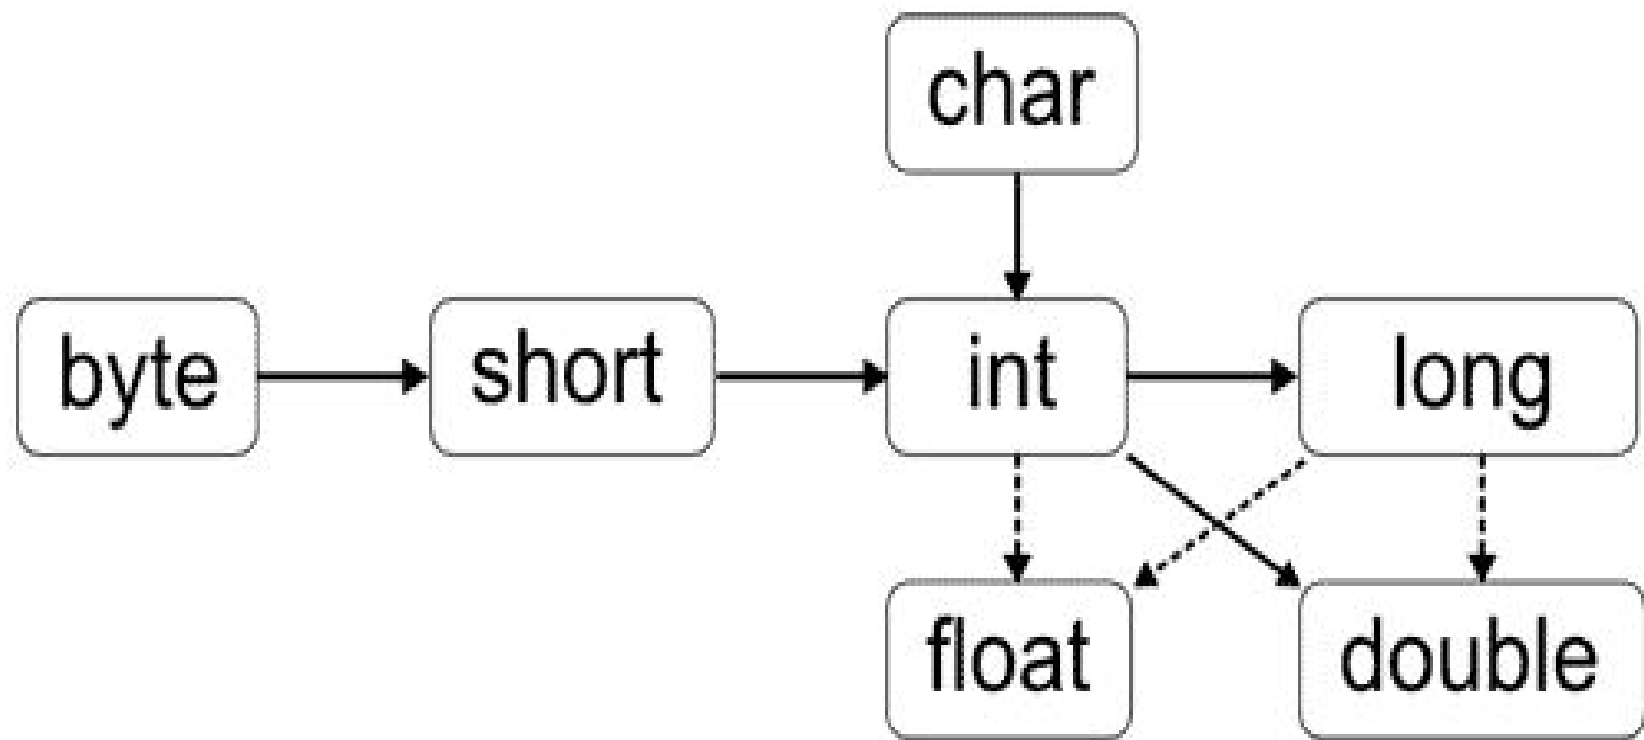 char
byte
short
int
long
float
double